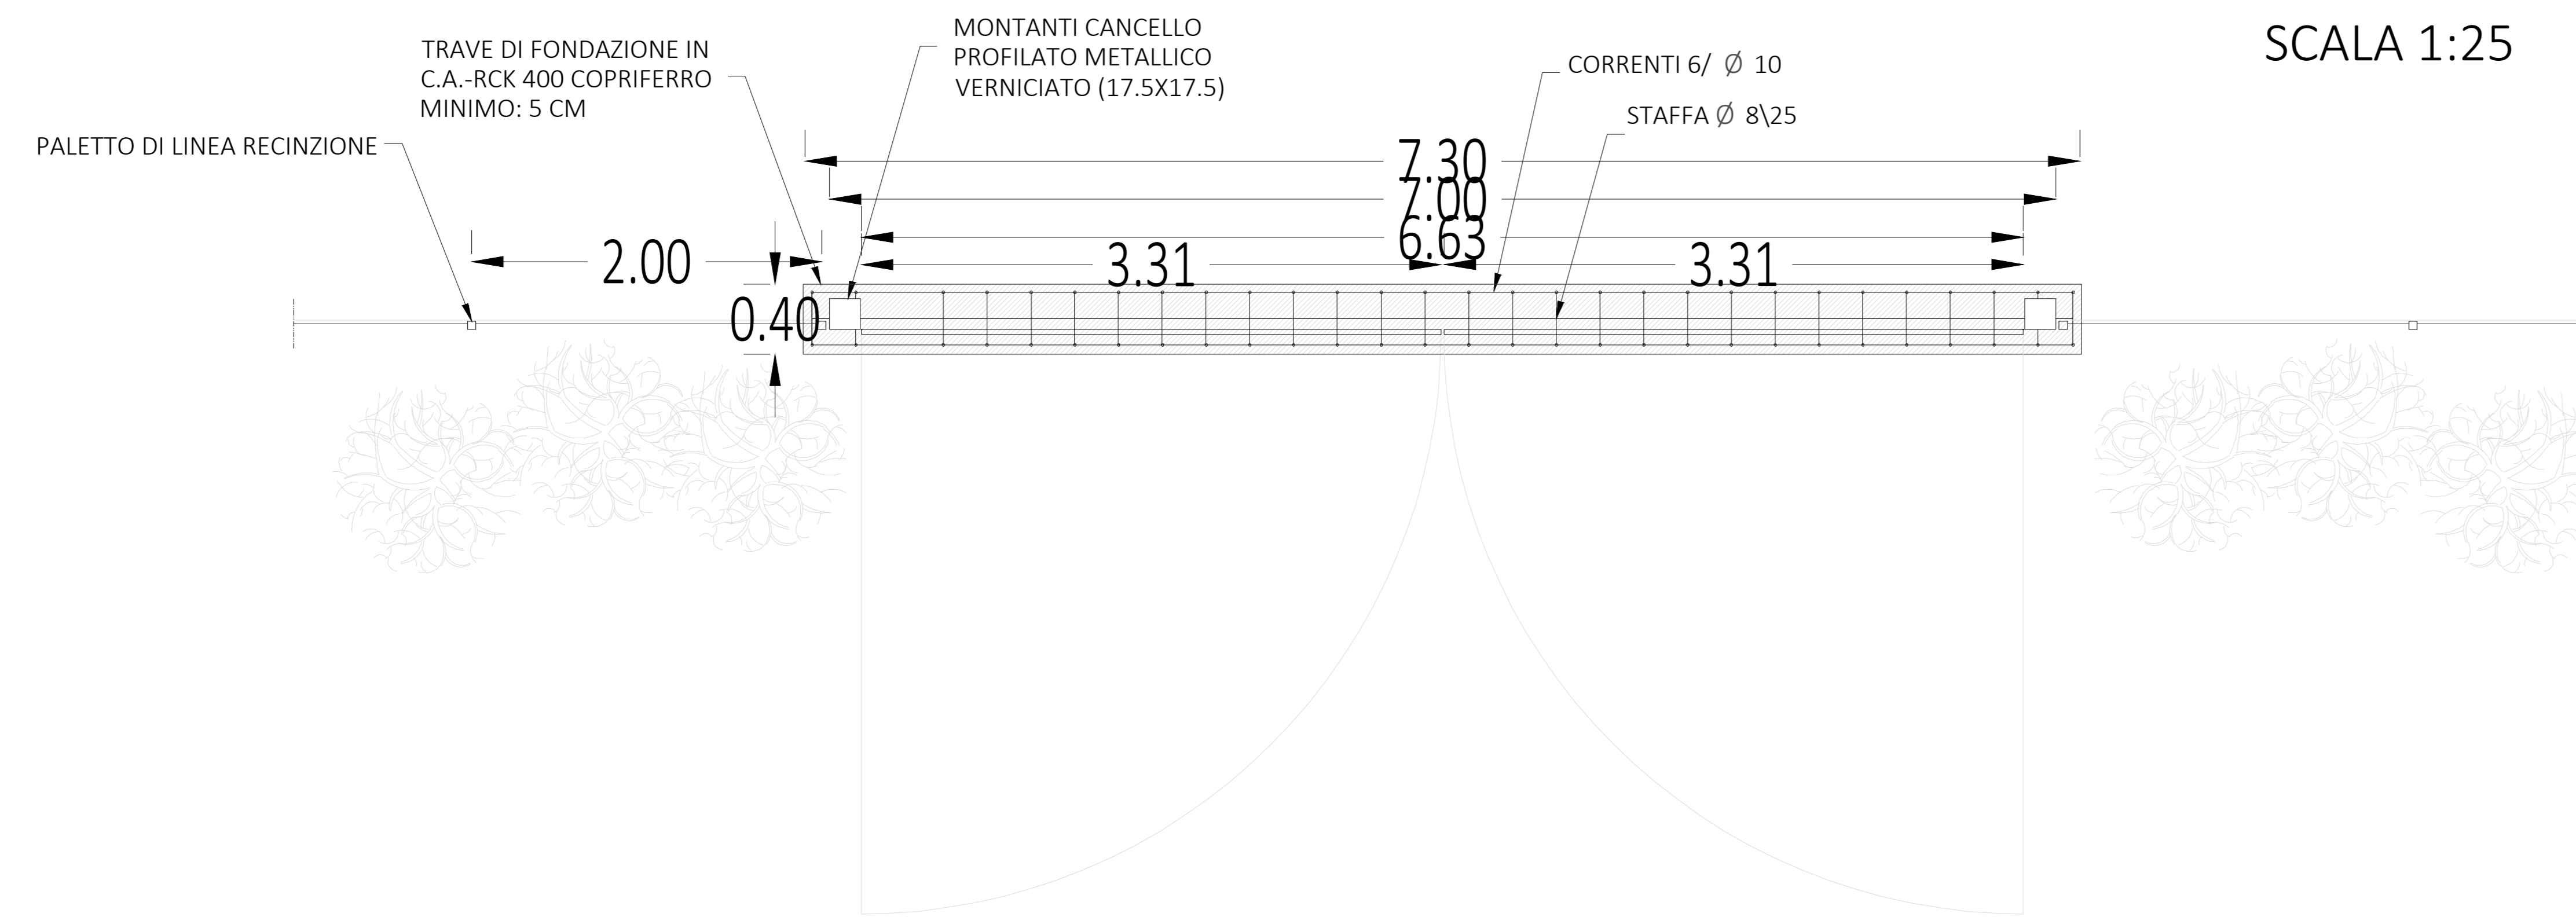 SCALA 1:25
MONTANTI CANCELLO
PROFILATO METALLICO
VERNICIATO (17.5X17.5)
TRAVE DI FONDAZIONE IN
C.A.-RCK 400 COPRIFERRO
MINIMO: 5 CM
CORRENTI 6/ Ø 10
STAFFA Ø 8\25
PALETTO DI LINEA RECINZIONE
7.30
7.00
6.63
2.00
3.31
3.31
0.40